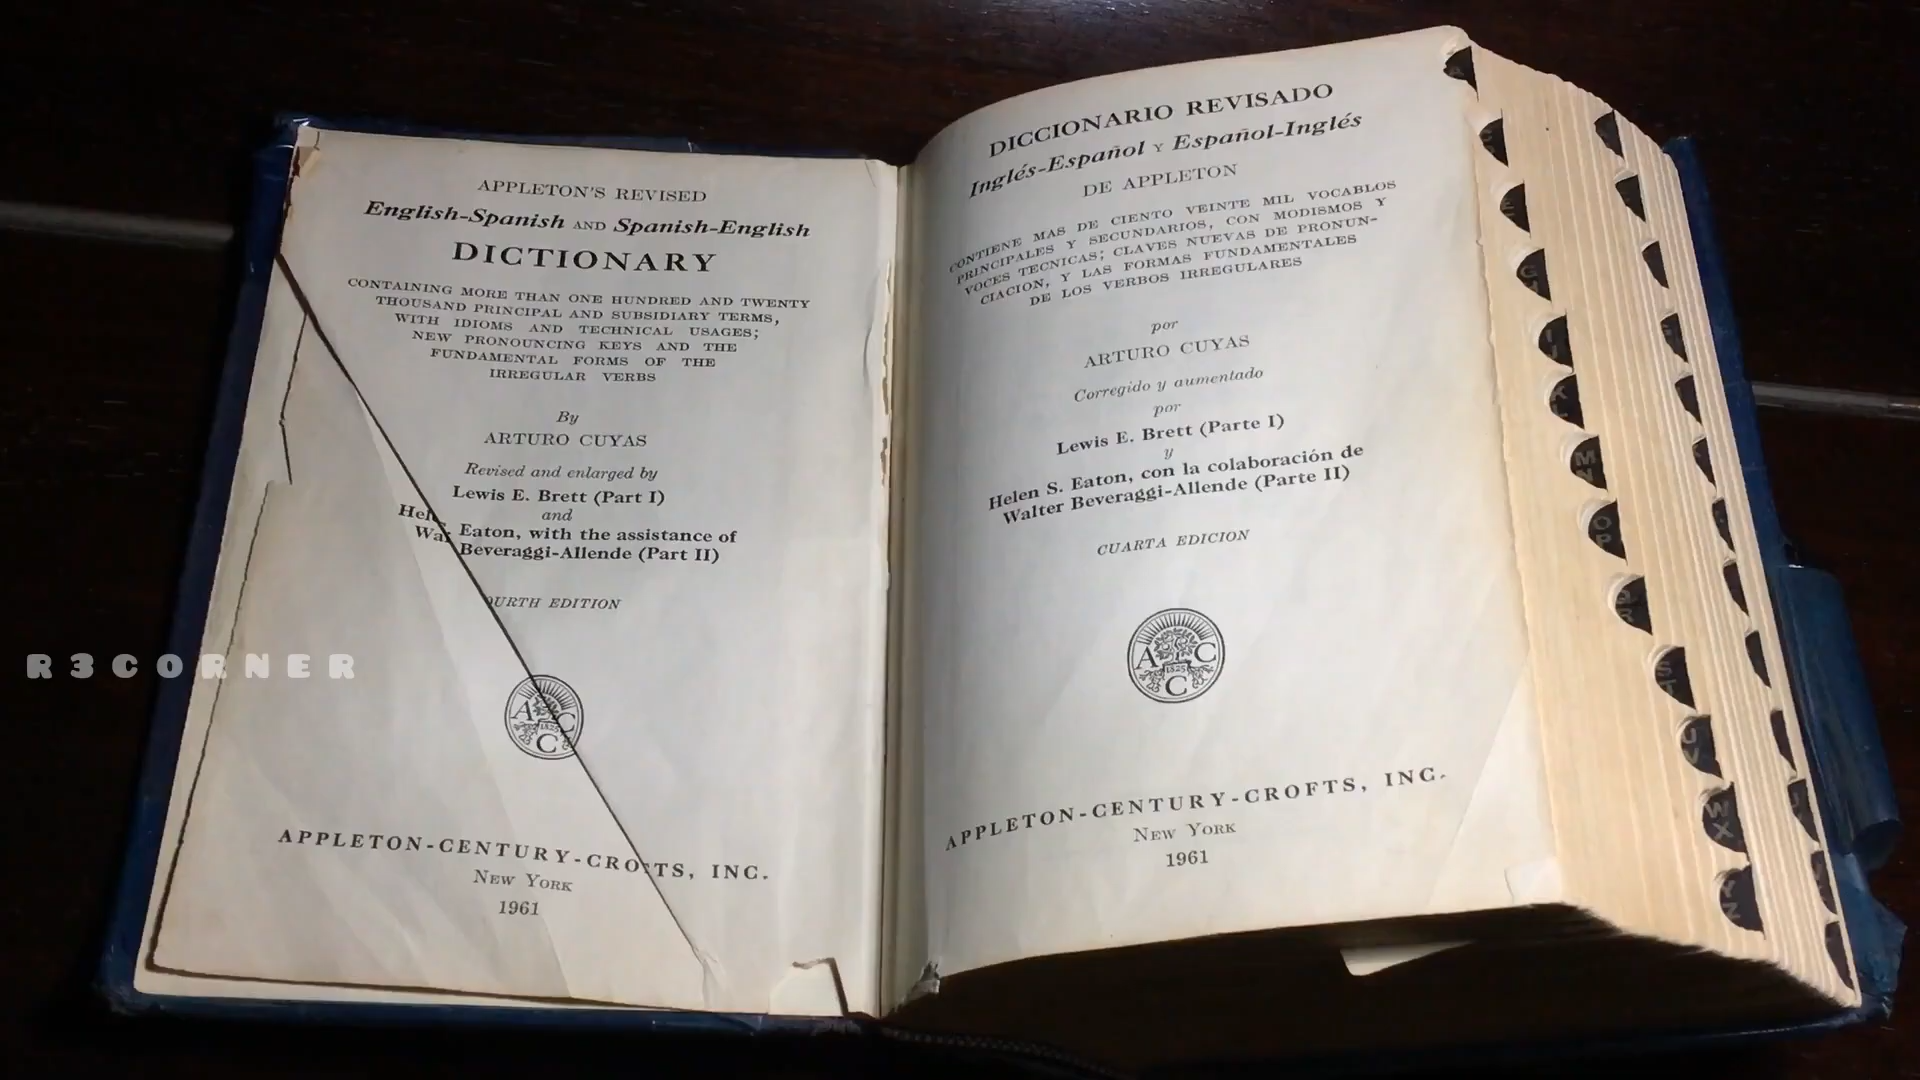 APPLETON'S REVISED
English-Spanish AND Spanish-English
DICTIONARY
CONTAINING MORE THAN ONE HUNDRED AND TWENTY
THOUSAND PRINCIPAL AND SUBSIDIARY TERMS,
WITH IDIOMS AND TECHNICAL USAGES;
NEW PRONOUNCING KEYS AND THE
FUNDAMENTAL FORMS OF THE
IRREGULAR VERBS
By
ARTURO CUYAS
Revised and enlarged by
Lewis E. Brett (Part I)
and
Eaton, with the assistance of
Beveraggi-Allende (Part II)
EDITION
A C
1825
C
APPLETON-CENTURY-CROFTS, INC.
NEW YORK
1961
DICCIONARIO REVISADO
Inglés-Español Y Español-Inglés
DE APPLETON
CONTIENE MAS DE CIENTO VEINTE MIL VOCABLOS
PRINCIPALES Y SECUNDARIOS, CON MODISMOS Y
VOCES TECNICAS; CLAVES NUEVAS DE PRONUN-
CIACION, Y LAS FORMAS FUNDAMENTALES
DE LOS VERBOS IRREGULARES
por
ARTURO CUYAS
Corregido y aumentado
por
Lewis E. Brett (Parte I)
y
Helen S. Eaton, con la colaboración de
Walter Beveraggi-Allende (Parte II)
CUARTA EDICION
A C
1825
C
APPLETON-CENTURY-CROFTS, INC.
NEW YORK
1961
A
G
K
L
M
N
O
P
S
T
U
V
W
X
Y
Z
R3CORNER